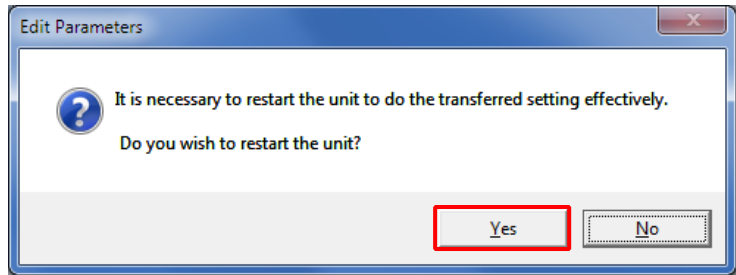 Edit Parameters
It is necessary to restart the unit to do the transferred setting effectively.
Do you wish to restart the unit?
Yes No